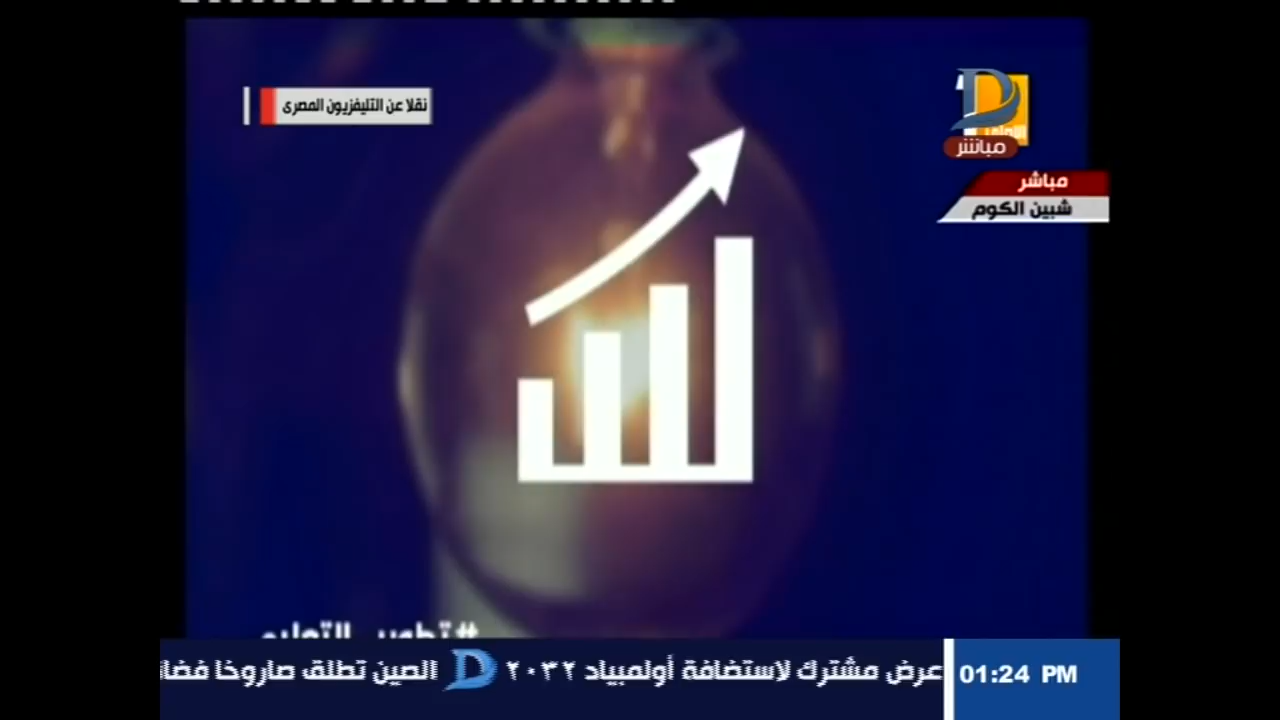 نقلا عن التليفزيون المصرى
مباشر
مباشر
شبين الكوم
#تطوير_التعليم
عرض مشترك لاستضافة أولمبياد ٢٠٣٢
الصين تطلق صاروخا
01:24 PM